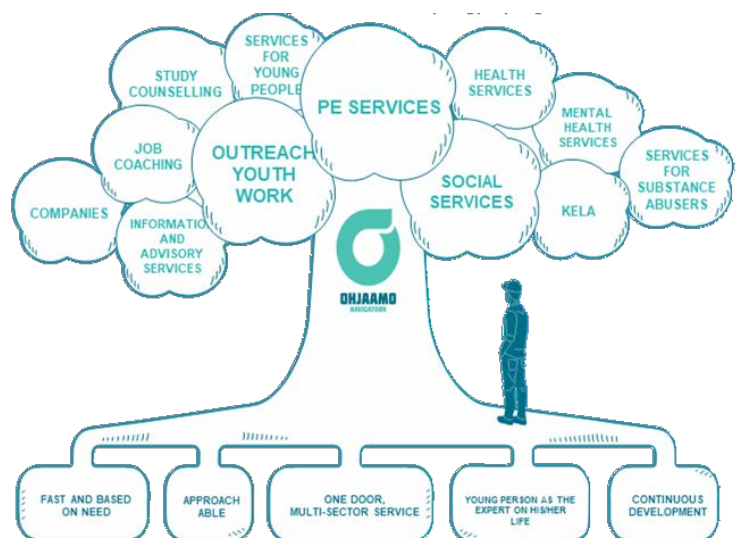 SERVICES
FOR
YOUNG
PEOPLE
STUDY
COUNSELLING
PE SERVICES
HEALTH
SERVICES
MENTAL
HEALTH
SERVICES
JOB
COACHING
OUTREACH
YOUTH
WORK
SOCIAL
SERVICES
SERVICES
FOR
SUBSTANCE
ABUSERS
COMPANIES
INFORMATIO
AND
ADVISORY
SERVICES
KELA
OHJAAMO
NAVIGATORS
FAST AND BASED
ON NEED
APPROACH
ABLE
ONE DOOR,
MULTI-SECTOR SERVICE
YOUNG PERSON AS THE
EXPERT ON HIS/HER
LIFE
CONTINUOUS
DEVELOPMENT